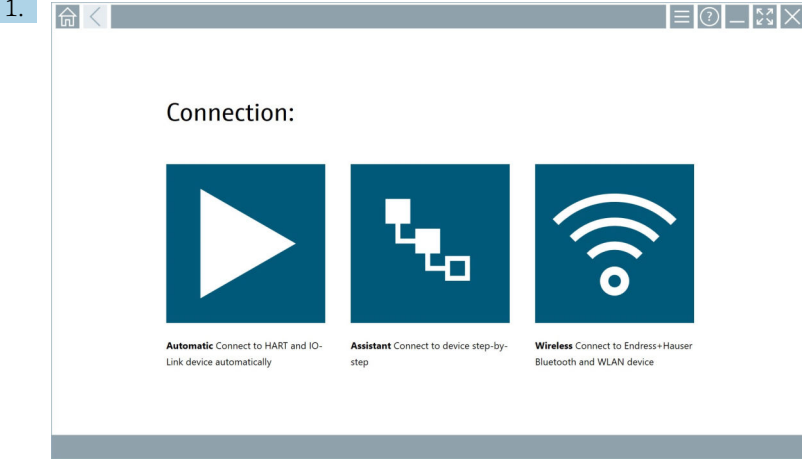 1.
Connection:
Automatic Connect to HART and IO-
Link device automatically
Assistant Connect to device step-by-
step
Wireless Connect to Endress+Hauser
Bluetooth and WLAN device